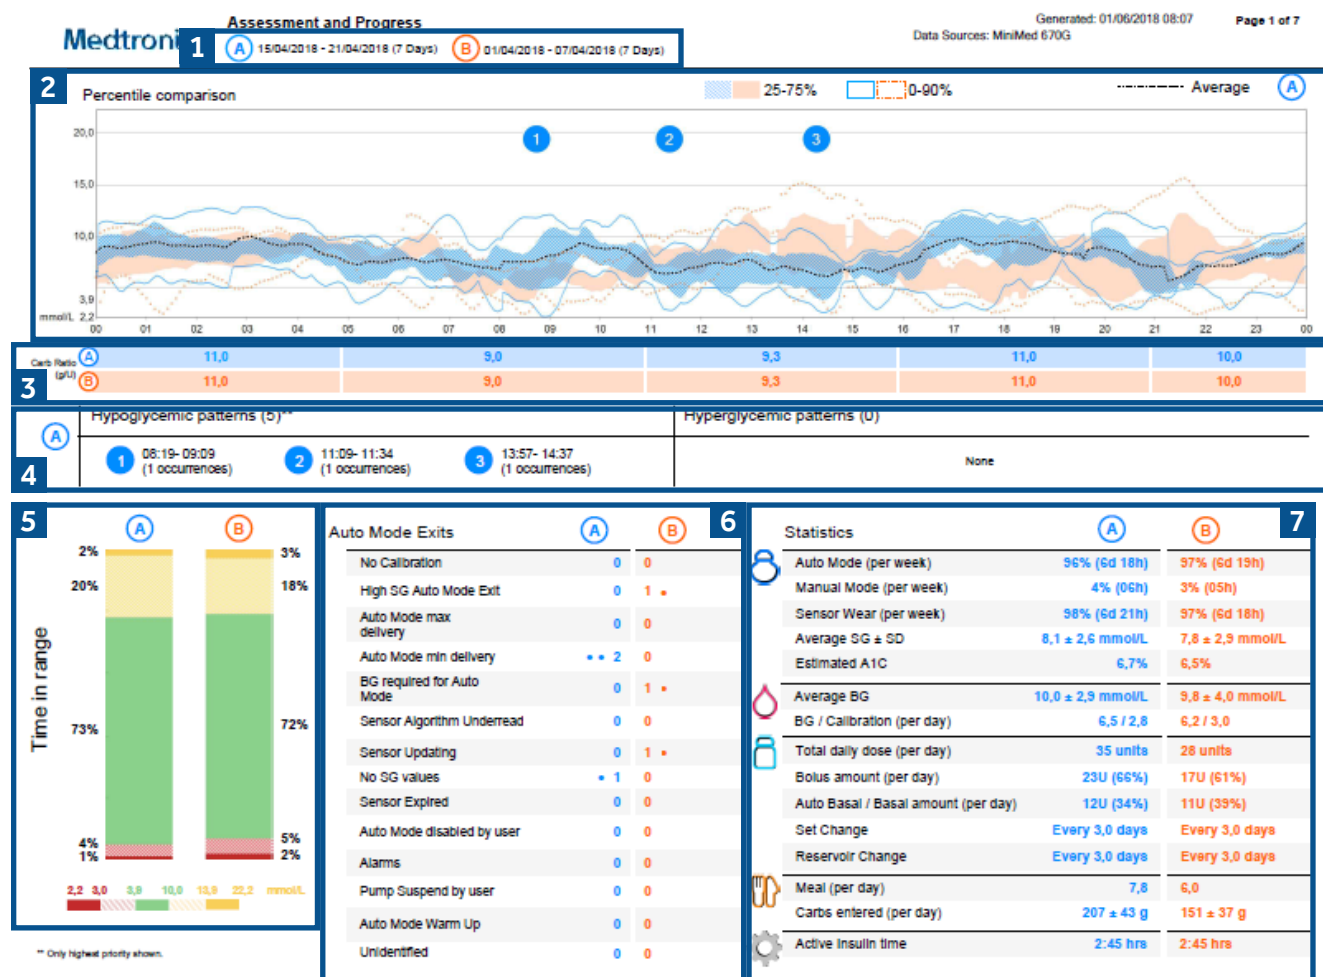 Assessment and Progress
Generated: 01/06/2018 08:07
Page 1 of 7
Medtroni
1
A 15/04/2018 - 21/04/2018 (7 Days) B 01/04/2018 - 07/04/2018 (7 Days)
Data Sources: MiniMed 670G
2
Percentile comparison
25-75%
0-90%
Average A
20,0
1 2 3
15,0
10,0
3,9
mmol/L 2,2
00 01 02 03 04 05 06 07 08 09 10 11 12 13 14 15 16 17 18 19 20 21 22 23 00
Carb Ratio (g/U)
A 11,0 9,0 9,3 11,0 10,0
B 11,0 9,0 9,3 11,0 10,0
3
Hypoglycemic patterns (5)**
Hyperglycemic patterns (0)
A
1 08:19- 09:09
(1 occurrences)
2 11:09- 11:34
(1 occurrences)
3 13:57- 14:37
(1 occurrences)
None
4
5
A B
2% 3%
20% 18%
Time in range
73% 72%
4% 5%
1% 2%
2,2 3,0 3,9 10,0 13,9 22,2 mmol/L
** Only highest priority shown.
6
Auto Mode Exits A B
No Calibration 0 0
High SG Auto Mode Exit 0 1
Auto Mode max
delivery 0 0
Auto Mode min delivery 2 0
BG required for Auto
Mode 0 1
Sensor Algorithm Underread 0 0
Sensor Updating 0 1
No SG values 1 0
Sensor Expired 0 0
Auto Mode disabled by user 0 0
Alarms 0 0
Pump Suspend by user 0 0
Auto Mode Warm Up 0 0
Unidentified 0 0
7
Statistics A B
Auto Mode (per week) 96% (6d 18h) 97% (6d 19h)
Manual Mode (per week) 4% (06h) 3% (05h)
Sensor Wear (per week) 98% (6d 21h) 97% (6d 18h)
Average SG ± SD 8,1 ± 2,6 mmol/L 7,8 ± 2,9 mmol/L
Estimated A1C 6,7% 6,5%
Average BG 10,0 ± 2,9 mmol/L 9,8 ± 4,0 mmol/L
BG / Calibration (per day) 6,5 / 2,8 6,2 / 3,0
Total daily dose (per day) 35 units 28 units
Bolus amount (per day) 23U (66%) 17U (61%)
Auto Basal / Basal amount (per day) 12U (34%) 11U (39%)
Set Change Every 3,0 days Every 3,0 days
Reservoir Change Every 3,0 days Every 3,0 days
Meal (per day) 7,8 6,0
Carbs entered (per day) 207 ± 43 g 151 ± 37 g
Active Insulin time 2:45 hrs 2:45 hrs